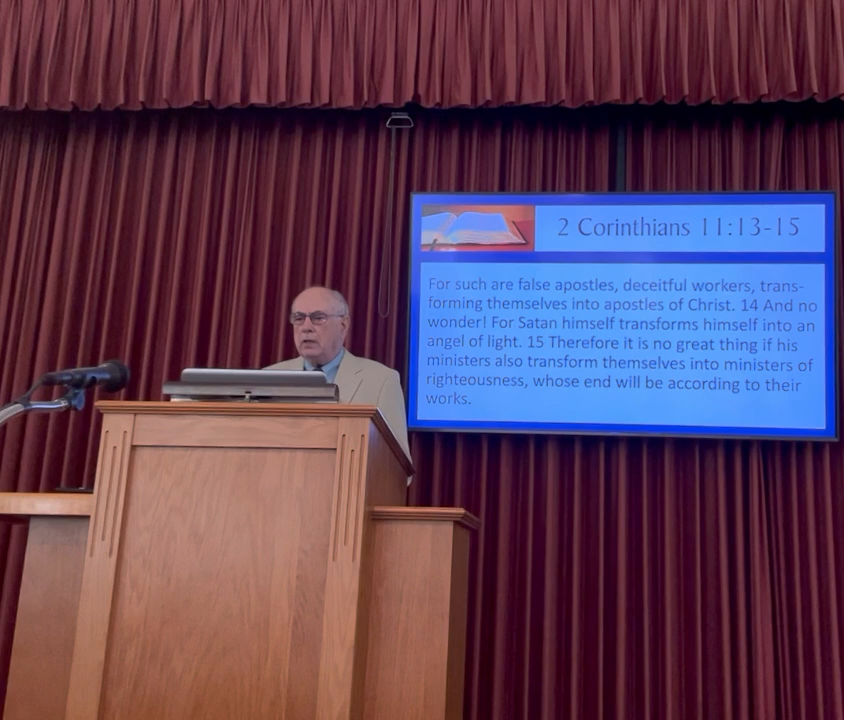 2 Corinthians 11:13-15
For such are false apostles, deceitful workers, trans-
forming themselves into apostles of Christ. 14 And no
wonder! For Satan himself transforms himself into an
angel of light. 15 Therefore it is no great thing if his
ministers also transform themselves into ministers of
righteousness, whose end will be according to their
works.